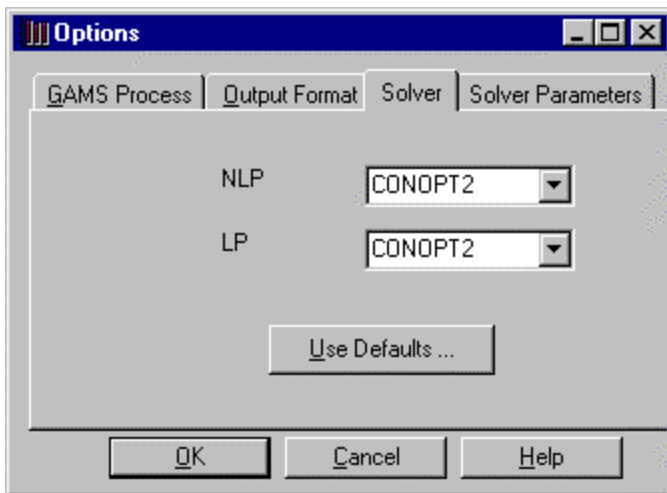 Options
GAMS Process Output Format Solver Solver Parameters
NLP CONOPT2
LP CONOPT2
Use Defaults ...
OK Cancel Help